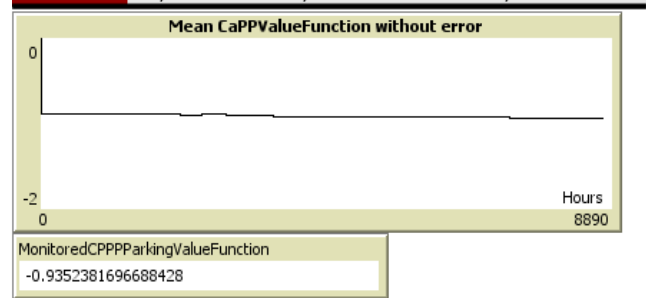 Mean CaPPValueFunction without error
0
-2
Hours
0
8890
MonitoredCPPPParkingValueFunction
-0.9352381696688428